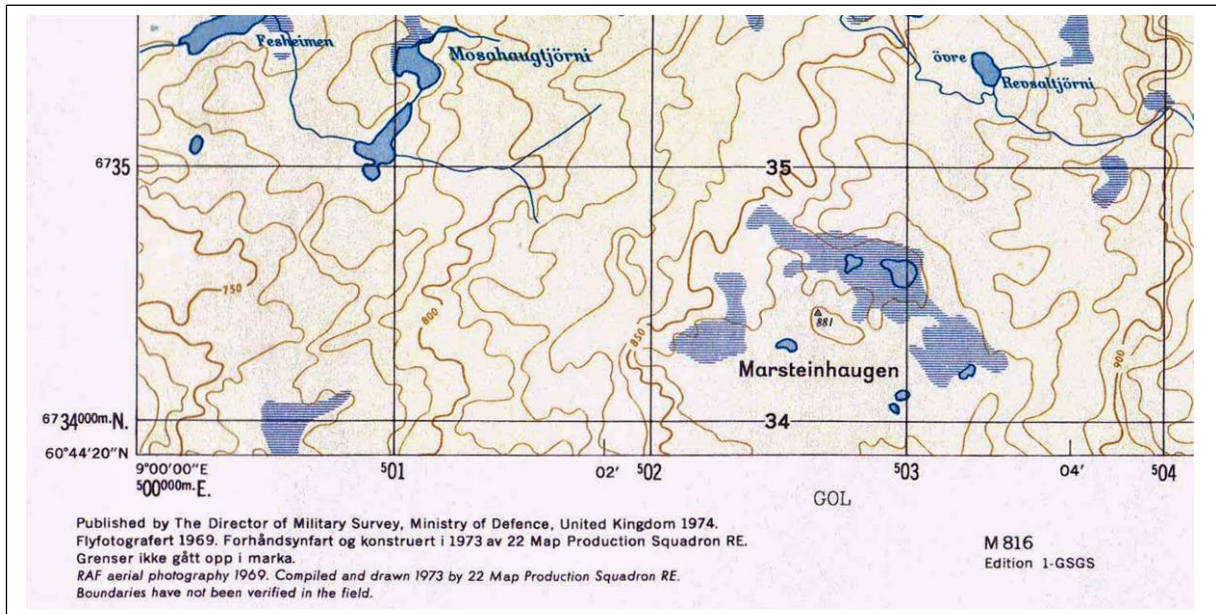 Fesheimen
Mosahaugtjörni
övre
Revsaltjörni
6735
35
750
800
850
881
900
Marsteinhaugen
6734000m.N.
34
60°44'20"N
9°00'00"E
500000m.E.
501
02'
502
503
04'
504
GOL
Published by The Director of Military Survey, Ministry of Defence, United Kingdom 1974.
Flyfotografert 1969. Forhåndsynfart og konstruert i 1973 av 22 Map Production Squadron RE.
Grenser ikke gått opp i marka.
RAF aerial photography 1969. Compiled and drawn 1973 by 22 Map Production Squadron RE.
Boundaries have not been verified in the field.
M 816
Edition 1-GSGS